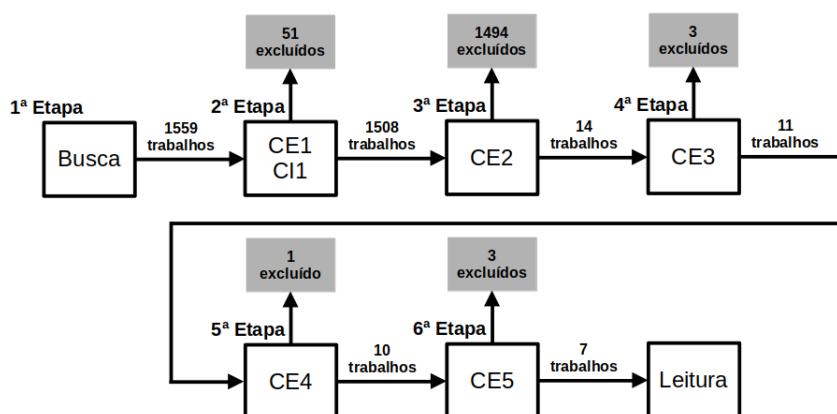 51
excluídos
1494
excluídos
3
excluídos
1ª Etapa
2ª Etapa
3ª Etapa
4ª Etapa
Busca
1559
trabalhos
CE1
CI1
1508
trabalhos
CE2
14
trabalhos
CE3
11
trabalhos
1
excluído
3
excluídos
5ª Etapa
6ª Etapa
CE4
10
trabalhos
CE5
7
trabalhos
Leitura